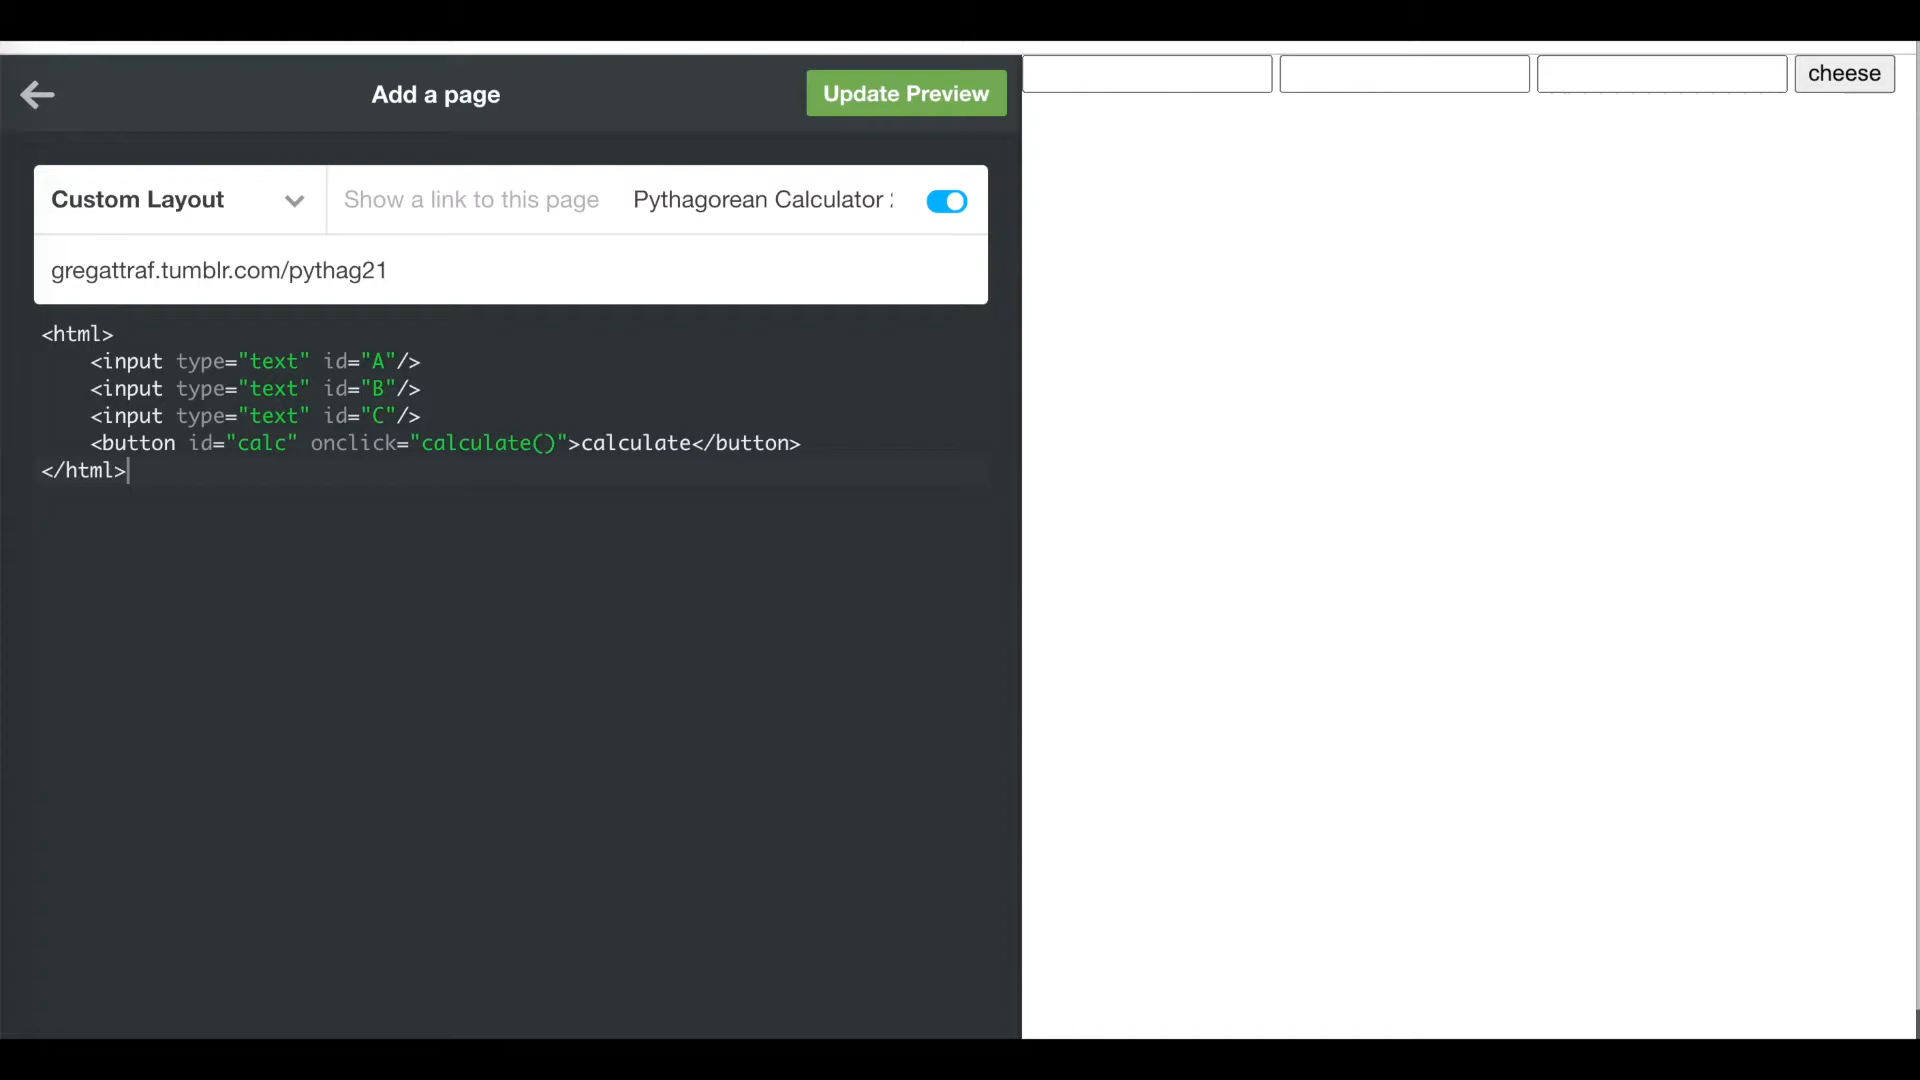 Add a page
Update Preview
cheese
Custom Layout
Show a link to this page
Pythagorean Calculator
gregattraf.tumblr.com/pythag21
<html>
    <input type="text" id="A"/>
    <input type="text" id="B"/>
    <input type="text" id="C"/>
    <button id="calc" onclick="calculate()">calculate</button>
</html>